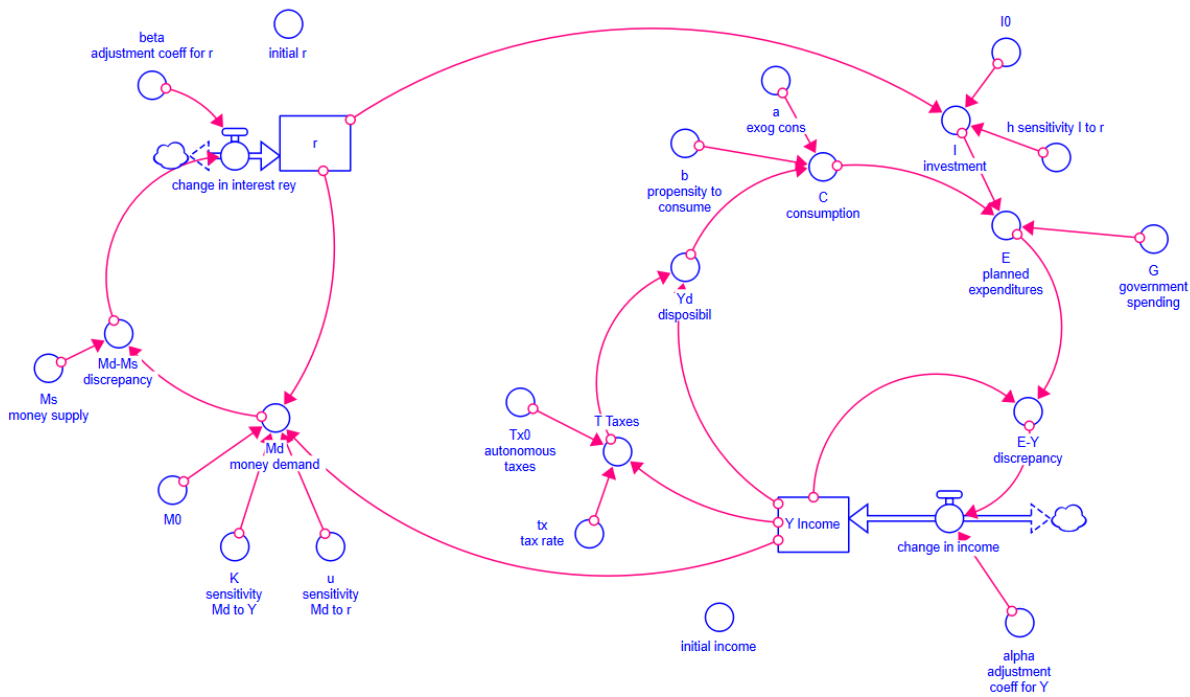 beta
adjustment coeff for r
initial r
I0
a
exog cons
r
change in interest rey
h sensitivity I to r
I
investment
b
propensity to
consume
C
consumption
E
planned
expenditures
G
government
spending
Yd
disposibil
Md-Ms
discrepancy
Ms
money supply
T Taxes
Tx0
autonomous
taxes
Md
money demand
E-Y
discrepancy
M0
tx
tax rate
Y Income
change in income
K
sensitivity
Md to Y
u
sensitivity
Md to r
initial income
alpha
adjustment
coeff for Y